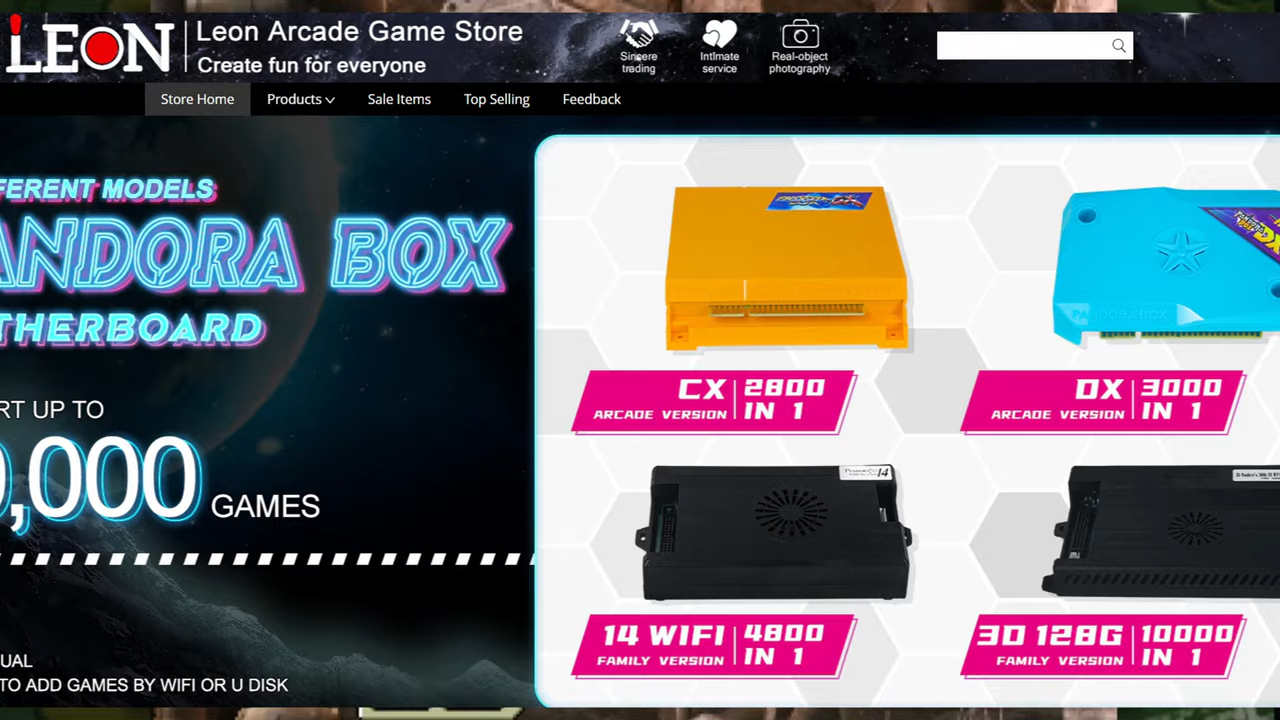 LEON
Leon Arcade Game Store
Create fun for everyone
Sincere
trading
Intimate
service
Real-object
photography
Store Home
Products
Sale Items
Top Selling
Feedback
FERENT MODELS
ANDORA BOX
THERBOARD
RT UP TO
0,000 GAMES
UAL
TO ADD GAMES BY WIFI OR U DISK
CX
ARCADE VERSION
2800
IN 1
DX
ARCADE VERSION
3000
IN 1
14 WIFI
FAMILY VERSION
4800
IN 1
3D 128G
FAMILY VERSION
10000
IN 1